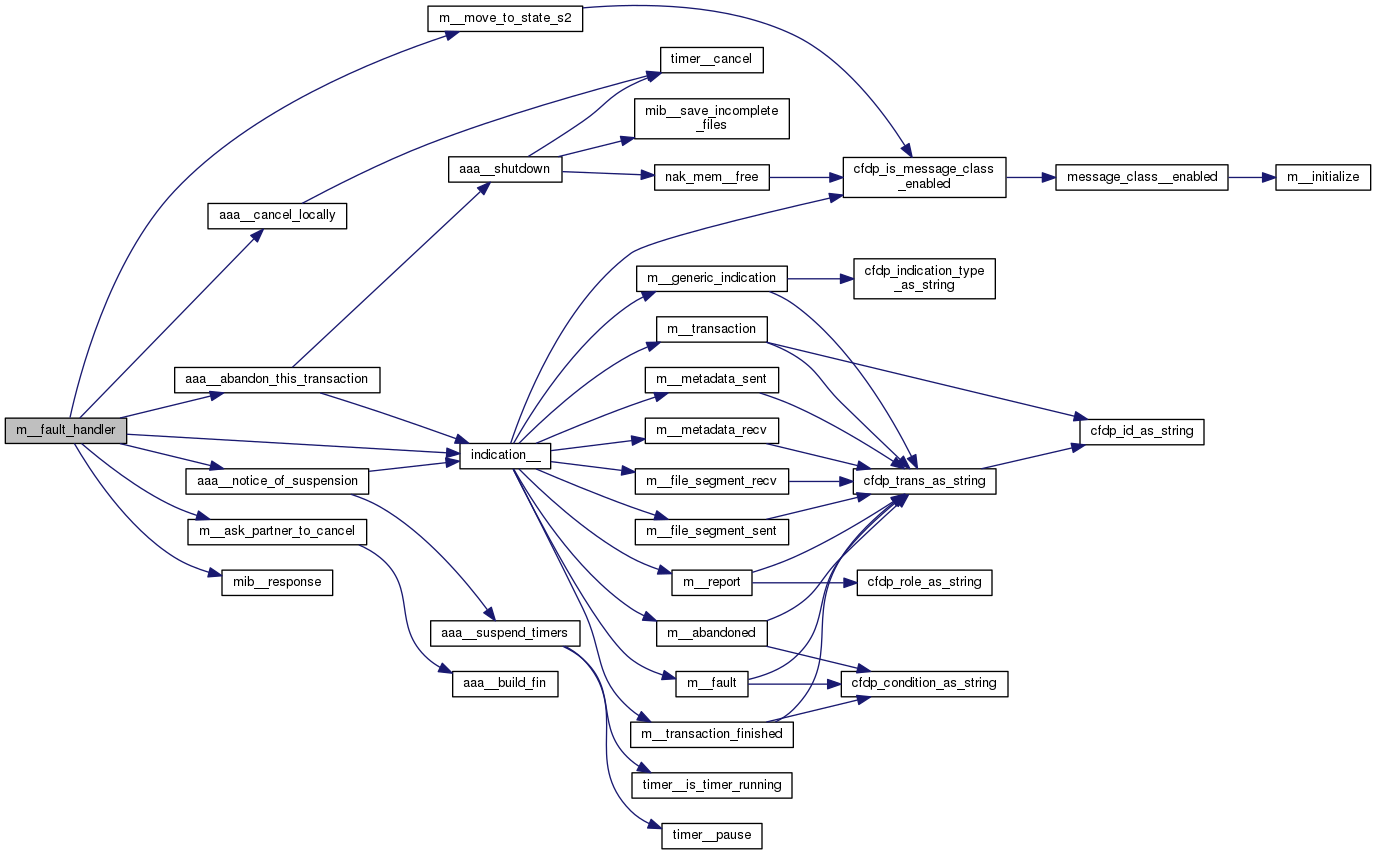 m__move_to_state_s2
timer__cancel
mib__save_incomplete
_files
aaa__shutdown
nak_mem__free
cfdp_is_message_class
_enabled
message_class__enabled
m__initialize
aaa__cancel_locally
m__generic_indication
cfdp_indication_type
_as_string
m__transaction
aaa__abandon_this_transaction
m__metadata_sent
m__fault_handler
m__metadata_recv
cfdp_id_as_string
indication__
aaa__notice_of_suspension
m__file_segment_recv
cfdp_trans_as_string
m__ask_partner_to_cancel
m__file_segment_sent
mib__response
m__report
cfdp_role_as_string
aaa__suspend_timers
m__abandoned
aaa__build_fin
m__fault
cfdp_condition_as_string
m__transaction_finished
timer__is_timer_running
timer__pause